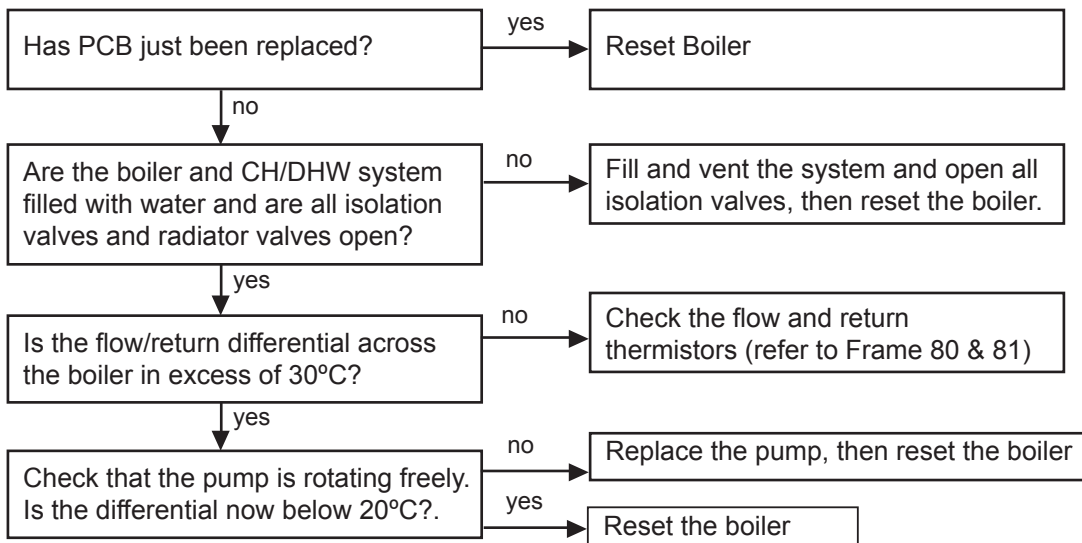 Has PCB just been replaced?
yes
Reset Boiler
no
Are the boiler and CH/DHW system
filled with water and are all isolation
valves and radiator valves open?
no
Fill and vent the system and open all
isolation valves, then reset the boiler.
yes
Is the flow/return differential across
the boiler in excess of 30ºC?
no
Check the flow and return
thermistors (refer to Frame 80 & 81)
yes
Check that the pump is rotating freely.
Is the differential now below 20ºC?.
no
Replace the pump, then reset the boiler
yes
Reset the boiler